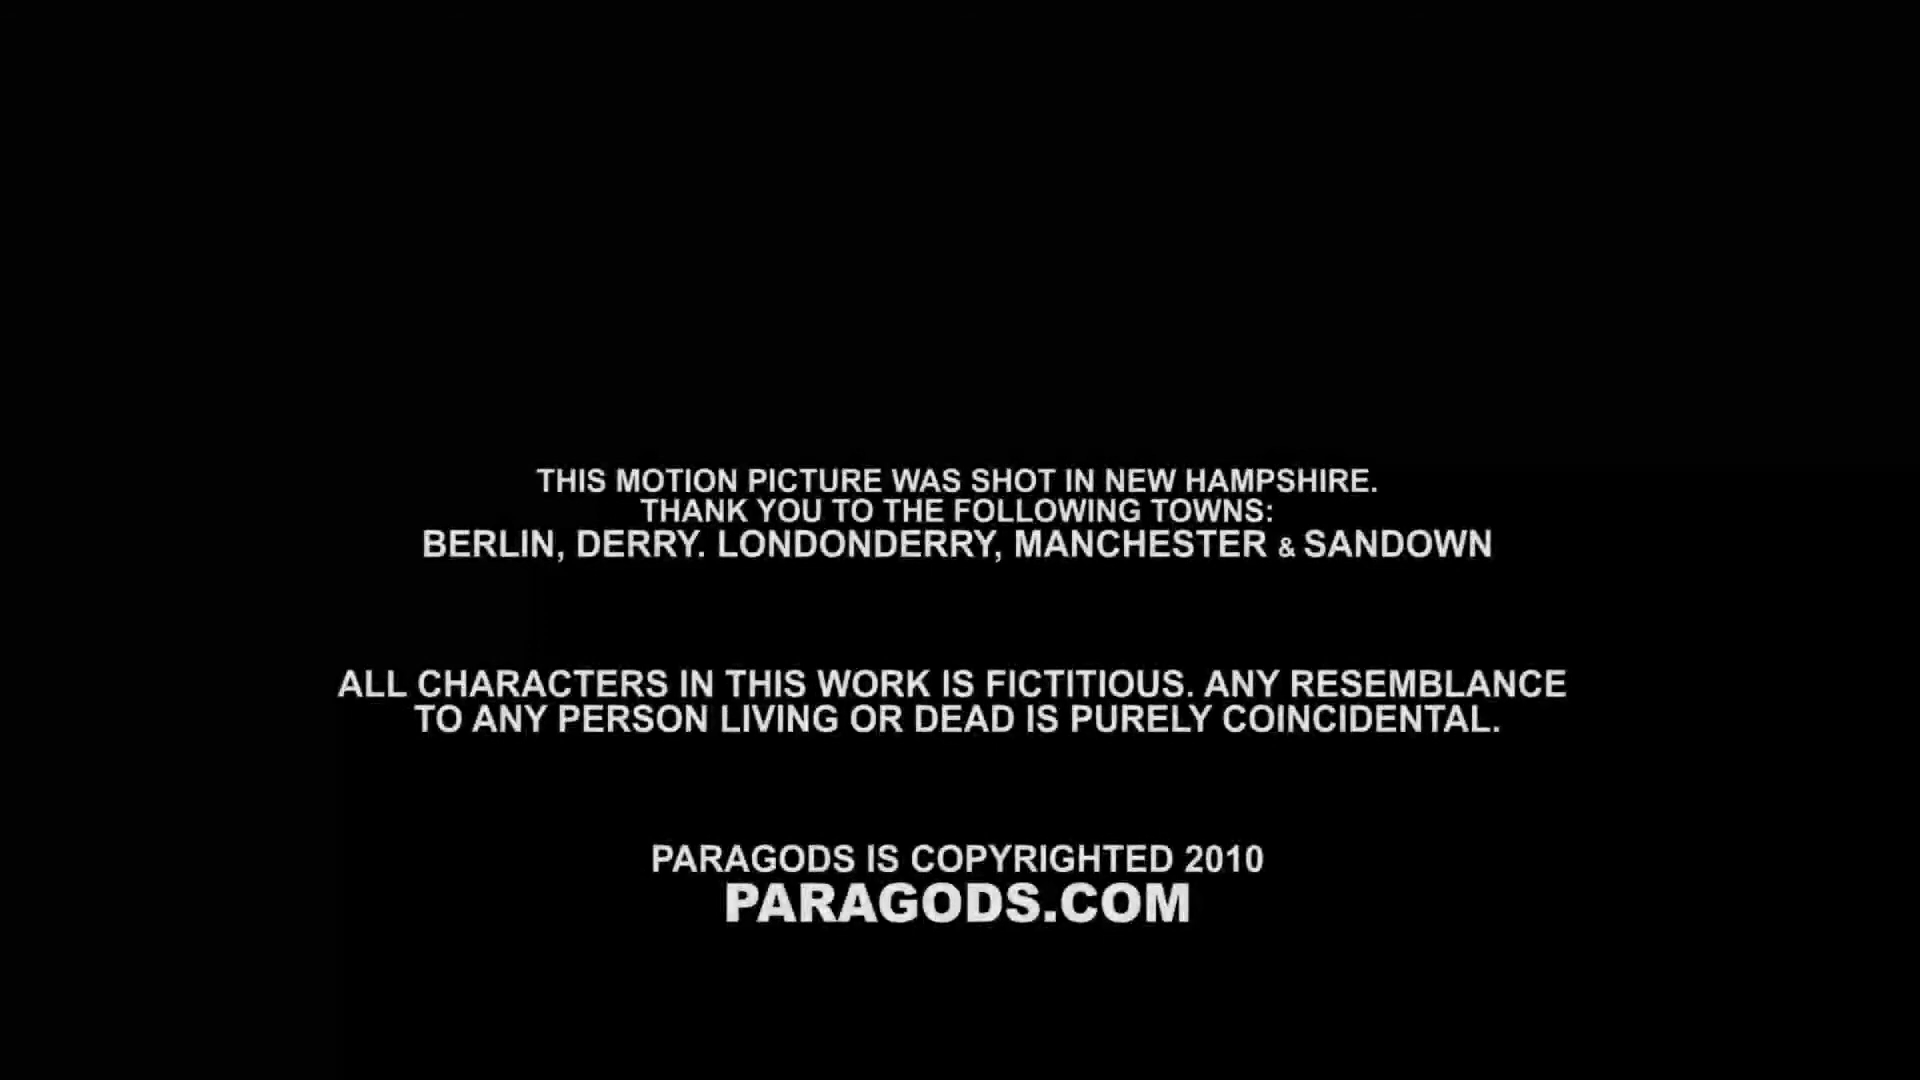 THIS MOTION PICTURE WAS SHOT IN NEW HAMPSHIRE.
THANK YOU TO THE FOLLOWING TOWNS:
BERLIN, DERRY. LONDONDERRY, MANCHESTER & SANDOWN
ALL CHARACTERS IN THIS WORK IS FICTITIOUS. ANY RESEMBLANCE
TO ANY PERSON LIVING OR DEAD IS PURELY COINCIDENTAL.
PARAGODS IS COPYRIGHTED 2010
PARAGODS.COM